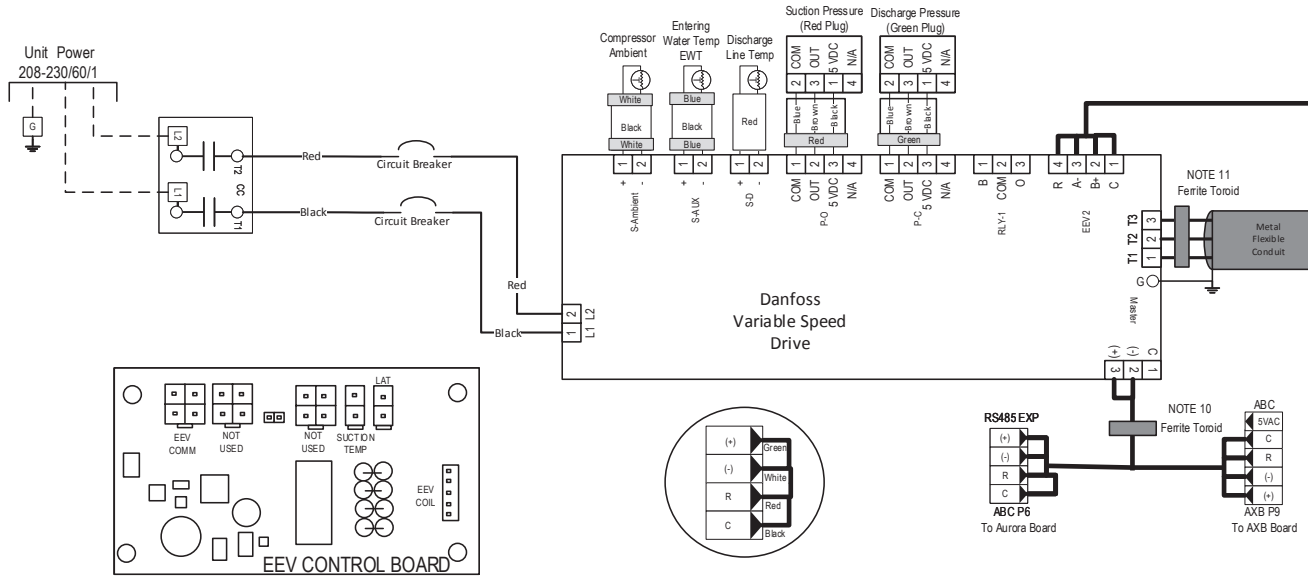 Unit Power
208-230/60/1
G
L2
L1
T2
CC
T1
Red
Circuit Breaker
Black
Circuit Breaker
Red
Black
Compressor
Ambient
White
Black
White
Entering
Water Temp
EWT
Blue
Black
Blue
Discharge
Line Temp
Red
Suction Pressure
(Red Plug)
COM
OUT
5 VDC
N/A
2 3 1 4
Blue
Brown
Black
Red
Discharge Pressure
(Green Plug)
COM
OUT
5 VDC
N/A
2 3 1 4
Blue
Brown
Black
Green
1 2
+ -
S-Ambient
1 2
+ -
S-AUX
1 2
+ -
S-D
1 2 3 4
COM
OUT
5 VDC
N/A
P-O
1 2 3 4
COM
OUT
5 VDC
N/A
P-C
1 2 3
B
COM
O
RLY-1
4 3 2 1
R
A-
B+
C
EEV2
NOTE 11
Ferrite Toroid
T3 3
T2 2
T1 1
G
Metal
Flexible
Conduit
Master
2 L2
1 L1
Danfoss
Variable Speed
Drive
(+) (-) C
3 2 1
NOTE 10
Ferrite Toroid
RS485 EXP
(+)
(-)
R
C
ABC P6
To Aurora Board
ABC
5VAC
C
R
(-)
(+)
AXB P9
To AXB Board
(+)
Green
(-)
White
R
Red
C
Black
LAT
EEV
COMM
NOT
USED
NOT
USED
SUCTION
TEMP
EEV
COIL
EEV CONTROL BOARD